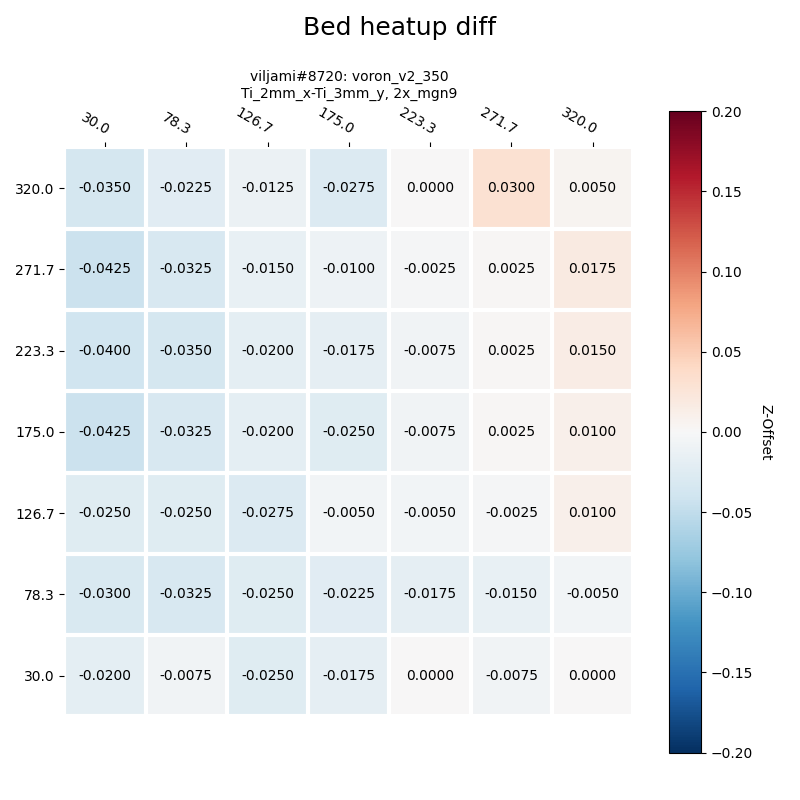 Bed heatup diff
viljami#8720: voron_v2_350
Ti_2mm_x-Ti_3mm_y, 2x_mgn9
30.0 78.3 126.7 175.0 223.3 271.7 320.0
320.0 -0.0350 -0.0225 -0.0125 -0.0275 0.0000 0.0300 0.0050
271.7 -0.0425 -0.0325 -0.0150 -0.0100 -0.0025 0.0025 0.0175
223.3 -0.0400 -0.0350 -0.0200 -0.0175 -0.0075 0.0025 0.0150
175.0 -0.0425 -0.0325 -0.0200 -0.0250 -0.0075 0.0025 0.0100
126.7 -0.0250 -0.0250 -0.0275 -0.0050 -0.0050 -0.0025 0.0100
78.3 -0.0300 -0.0325 -0.0250 -0.0225 -0.0175 -0.0150 -0.0050
30.0 -0.0200 -0.0075 -0.0250 -0.0175 0.0000 -0.0075 0.0000
0.20
0.15
0.10
0.05
0.00
−0.05
−0.10
−0.15
−0.20
Z-Offset